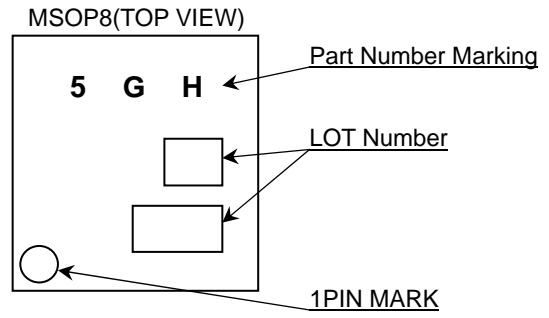 MSOP8(TOP VIEW)
Part Number Marking
5 G H
LOT Number
1PIN MARK